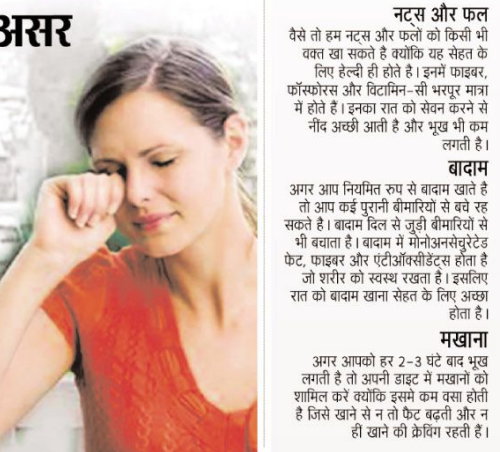 असर
नट्स और फल
वैसे तो हम नट्स और फलों को किसी भी
वक्त खा सकते है क्योंकि यह सेहत के
लिए हेल्दी ही होते है। इनमें फाइबर,
फॉस्फोरस और विटामिन-सी भरपूर मात्रा
में होते हैं। इनका रात को सेवन करने से
नींद अच्छी आती है और भूख भी कम
लगती है।
बादाम
अगर आप नियमित रुप से बादाम खाते है
तो आप कई पुरानी बीमारियों से बचे रह
सकते है। बादाम दिल से जुड़ी बीमारियों से
भी बचाता है। बादाम में मोनोअनसेचुरेटेड
फेट, फाइबर और एंटीऑक्सीडेंट्स होता है
जो शरीर को स्वस्थ रखता है। इसलिए
रात को बादाम खाना सेहत के लिए अच्छा
होता है।
मखाना
अगर आपको हर 2-3 घंटे बाद भूख
लगती है तो अपनी डाइट में मखानों को
शामिल करें क्योंकि इसमे कम वसा होती
है जिसे खाने से न तो फैट बढ़ती और न
हीं खाने की क्रेविंग रहती हैं।